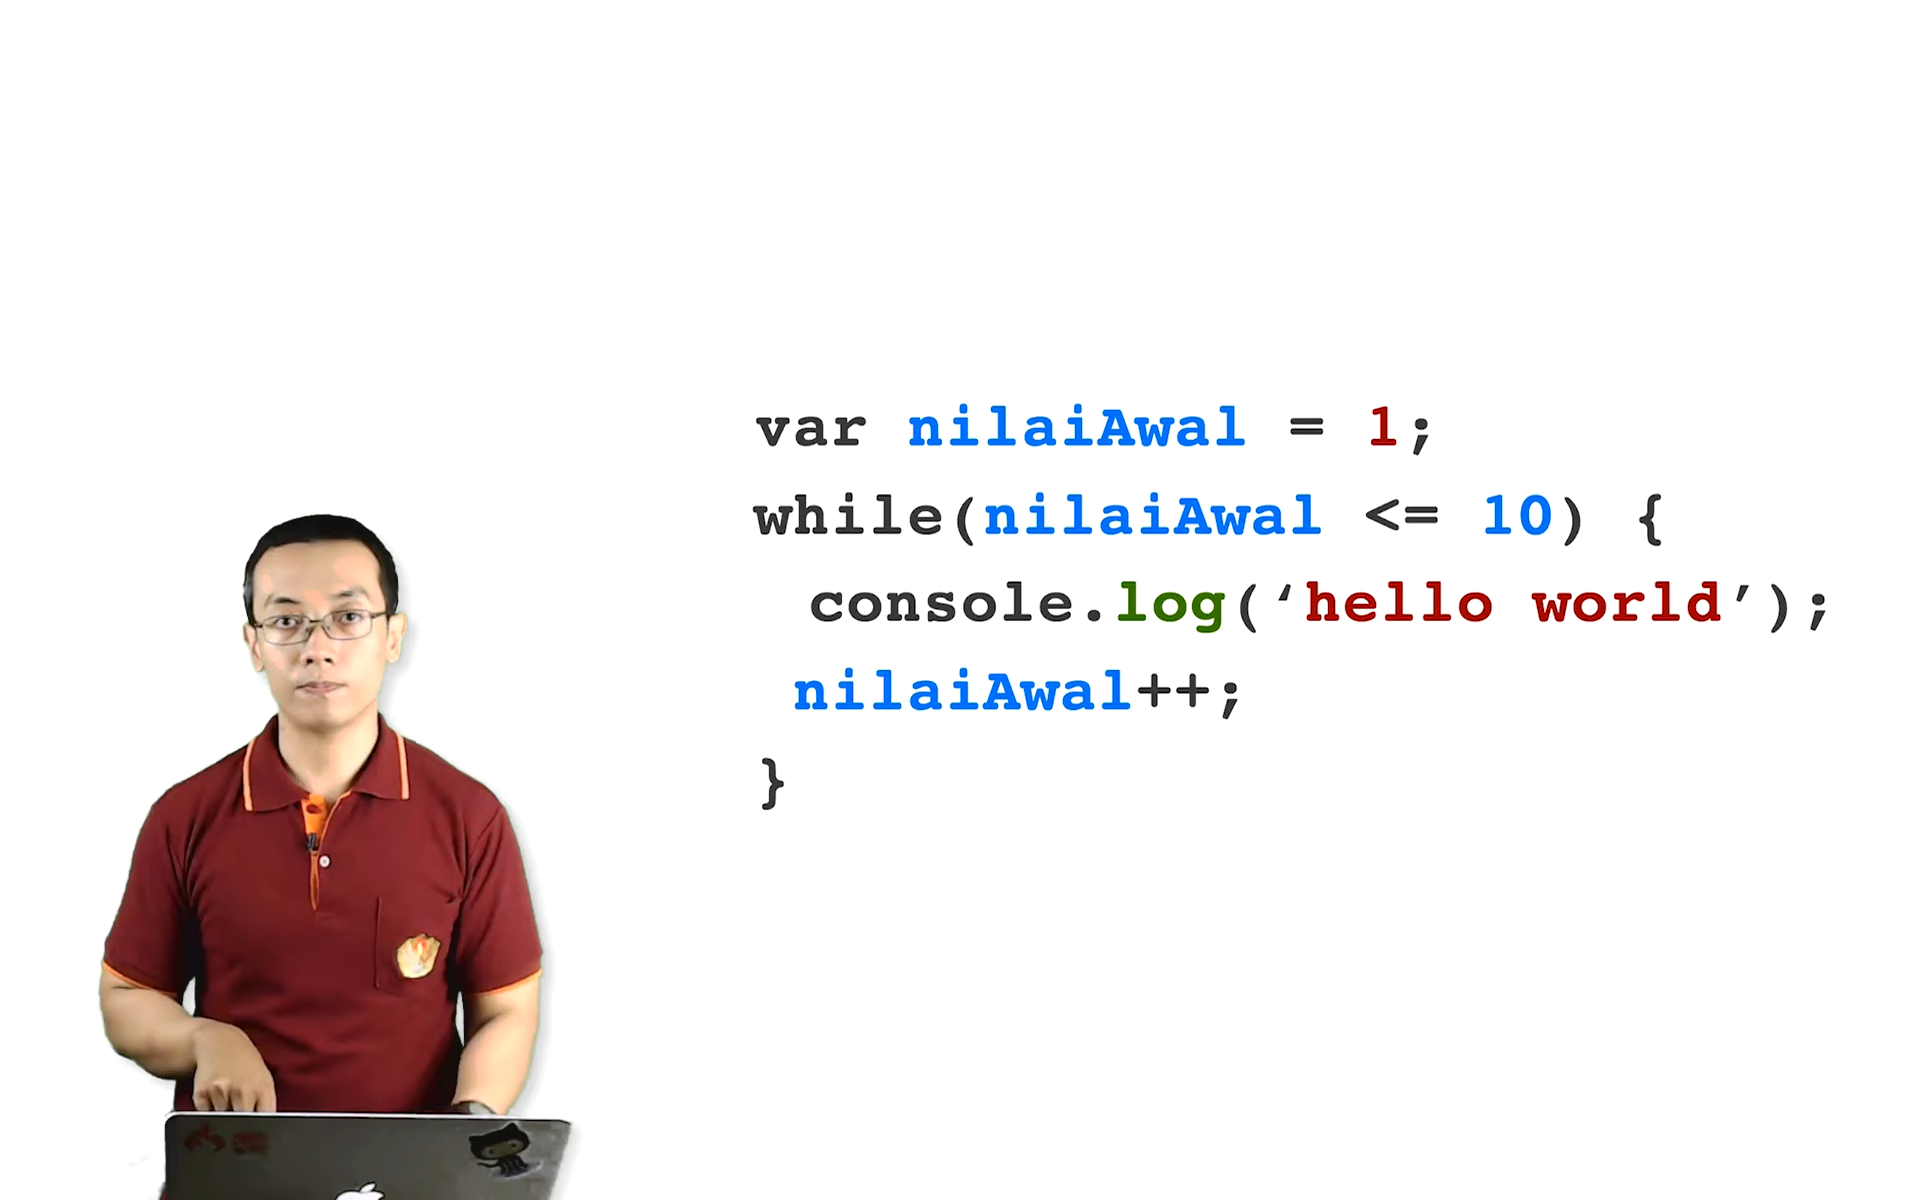 var nilaiAwal = 1;
while(nilaiAwal <= 10) {
console.log(‘hello world’);
nilaiAwal++;
}